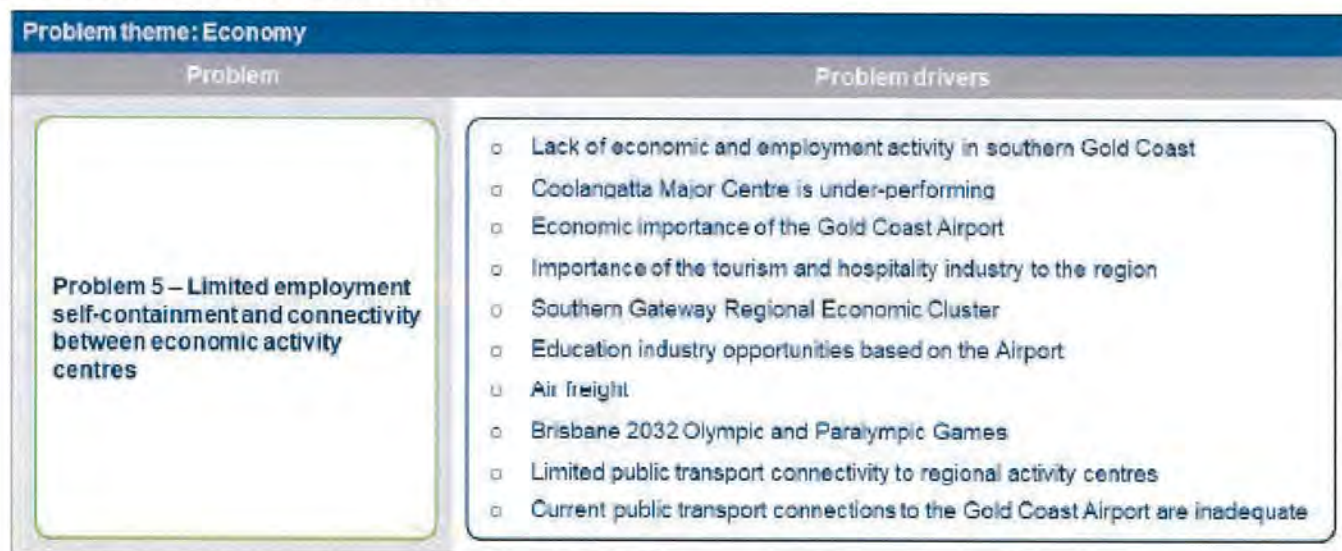 Problem theme: Economy
Problem
Problem drivers
Problem 5 – Limited employment
self-containment and connectivity
between economic activity
centres
Lack of economic and employment activity in southern Gold Coast
Coolangatta Major Centre is under-performing
Economic importance of the Gold Coast Airport
Importance of the tourism and hospitality industry to the region
Southern Gateway Regional Economic Cluster
Education industry opportunities based on the Airport
Air freight
Brisbane 2032 Olympic and Paralympic Games
Limited public transport connectivity to regional activity centres
Current public transport connections to the Gold Coast Airport are inadequate